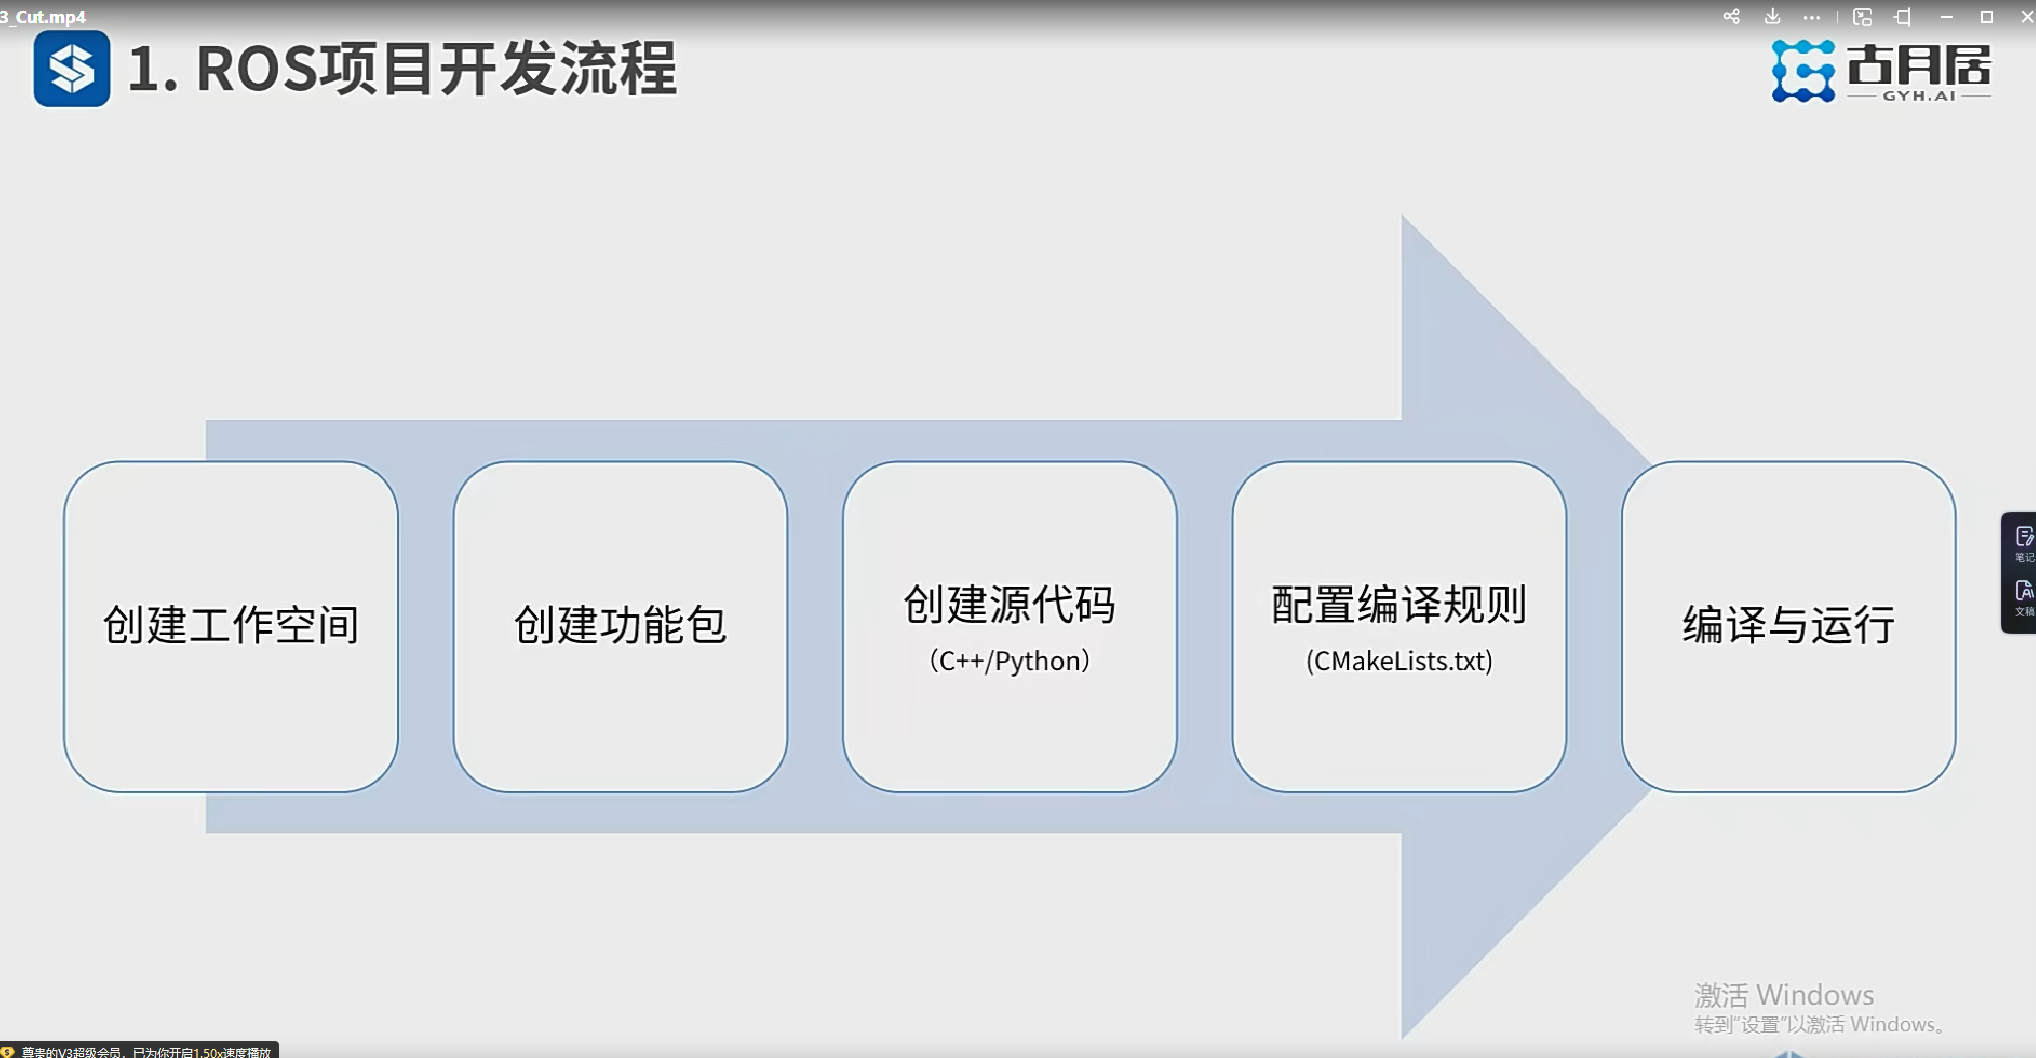 3_Cut.mp4
1. ROS项目开发流程
古月居
GYH.AI
创建工作空间
创建功能包
创建源代码
（C++/Python）
配置编译规则
(CMakeLists.txt)
编译与运行
笔记
文稿
激活 Windows
转到"设置"以激活 Windows。
尊贵的V3超级会员，已为你开启1.50x速度播放